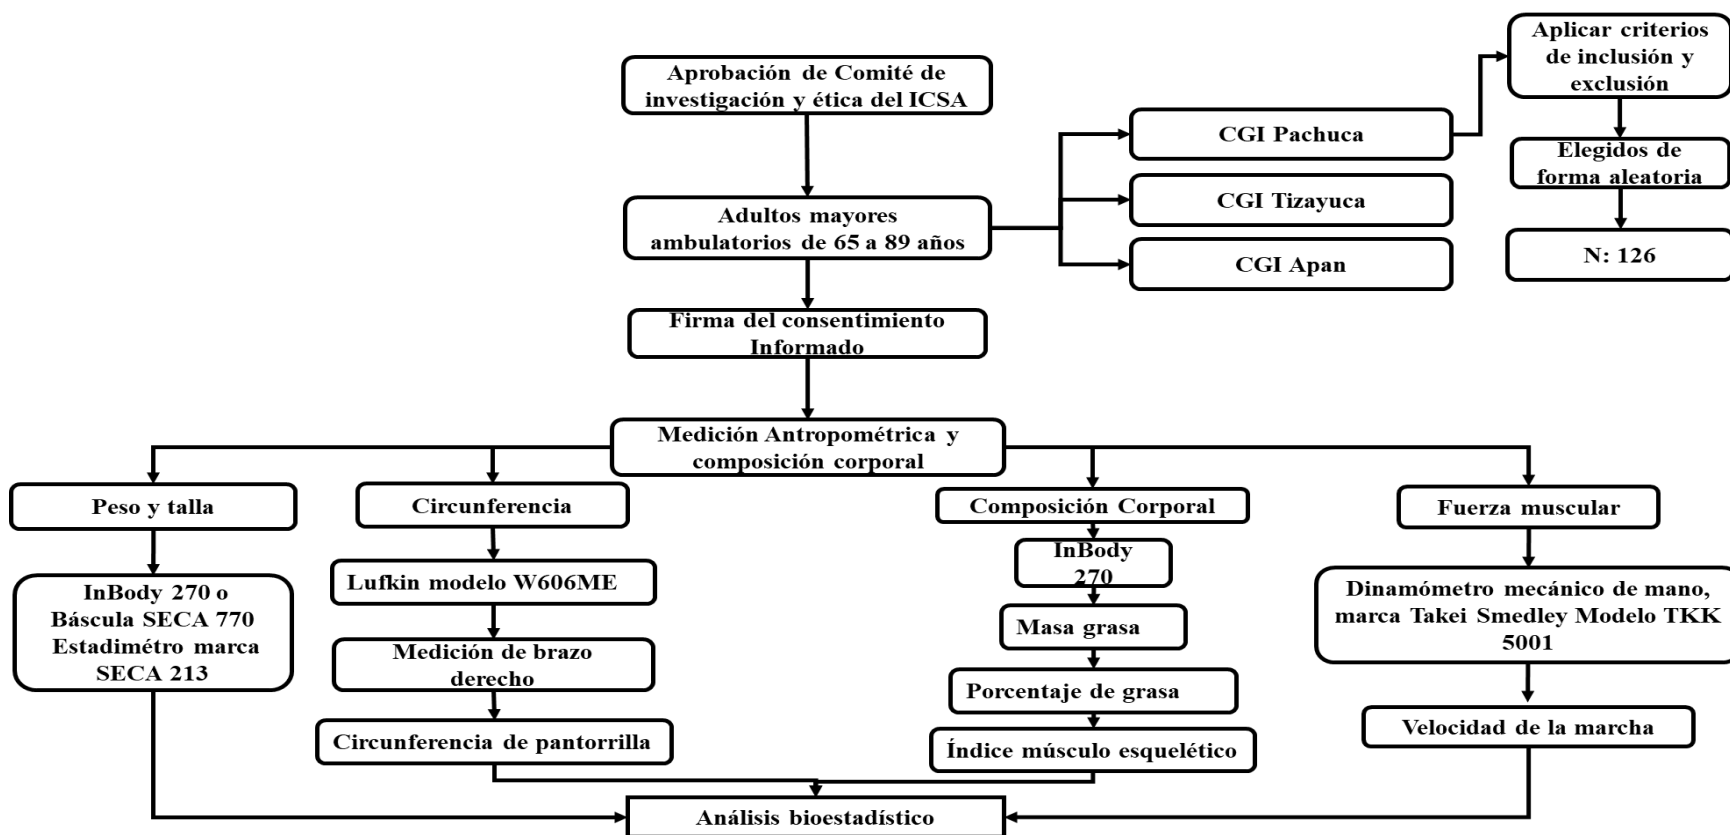 Aprobación de Comité de
investigación y ética del ICSA
Adultos mayores
ambulatorios de 65 a 89 años
CGI Pachuca
CGI Tizayuca
CGI Apan
Aplicar criterios
de inclusión y
exclusión
Elegidos de
forma aleatoria
N: 126
Firma del consentimiento
Informado
Medición Antropométrica y
composición corporal
Peso y talla
InBody 270 o
Báscula SECA 770
Estadimétro marca
SECA 213
Circunferencia
Lufkin modelo W606ME
Medición de brazo
derecho
Circunferencia de pantorrilla
Composición Corporal
InBody
270
Masa grasa
Porcentaje de grasa
Índice músculo esquelético
Fuerza muscular
Dinamómetro mecánico de mano,
marca Takei Smedley Modelo TKK
5001
Velocidad de la marcha
Análisis bioestadístico